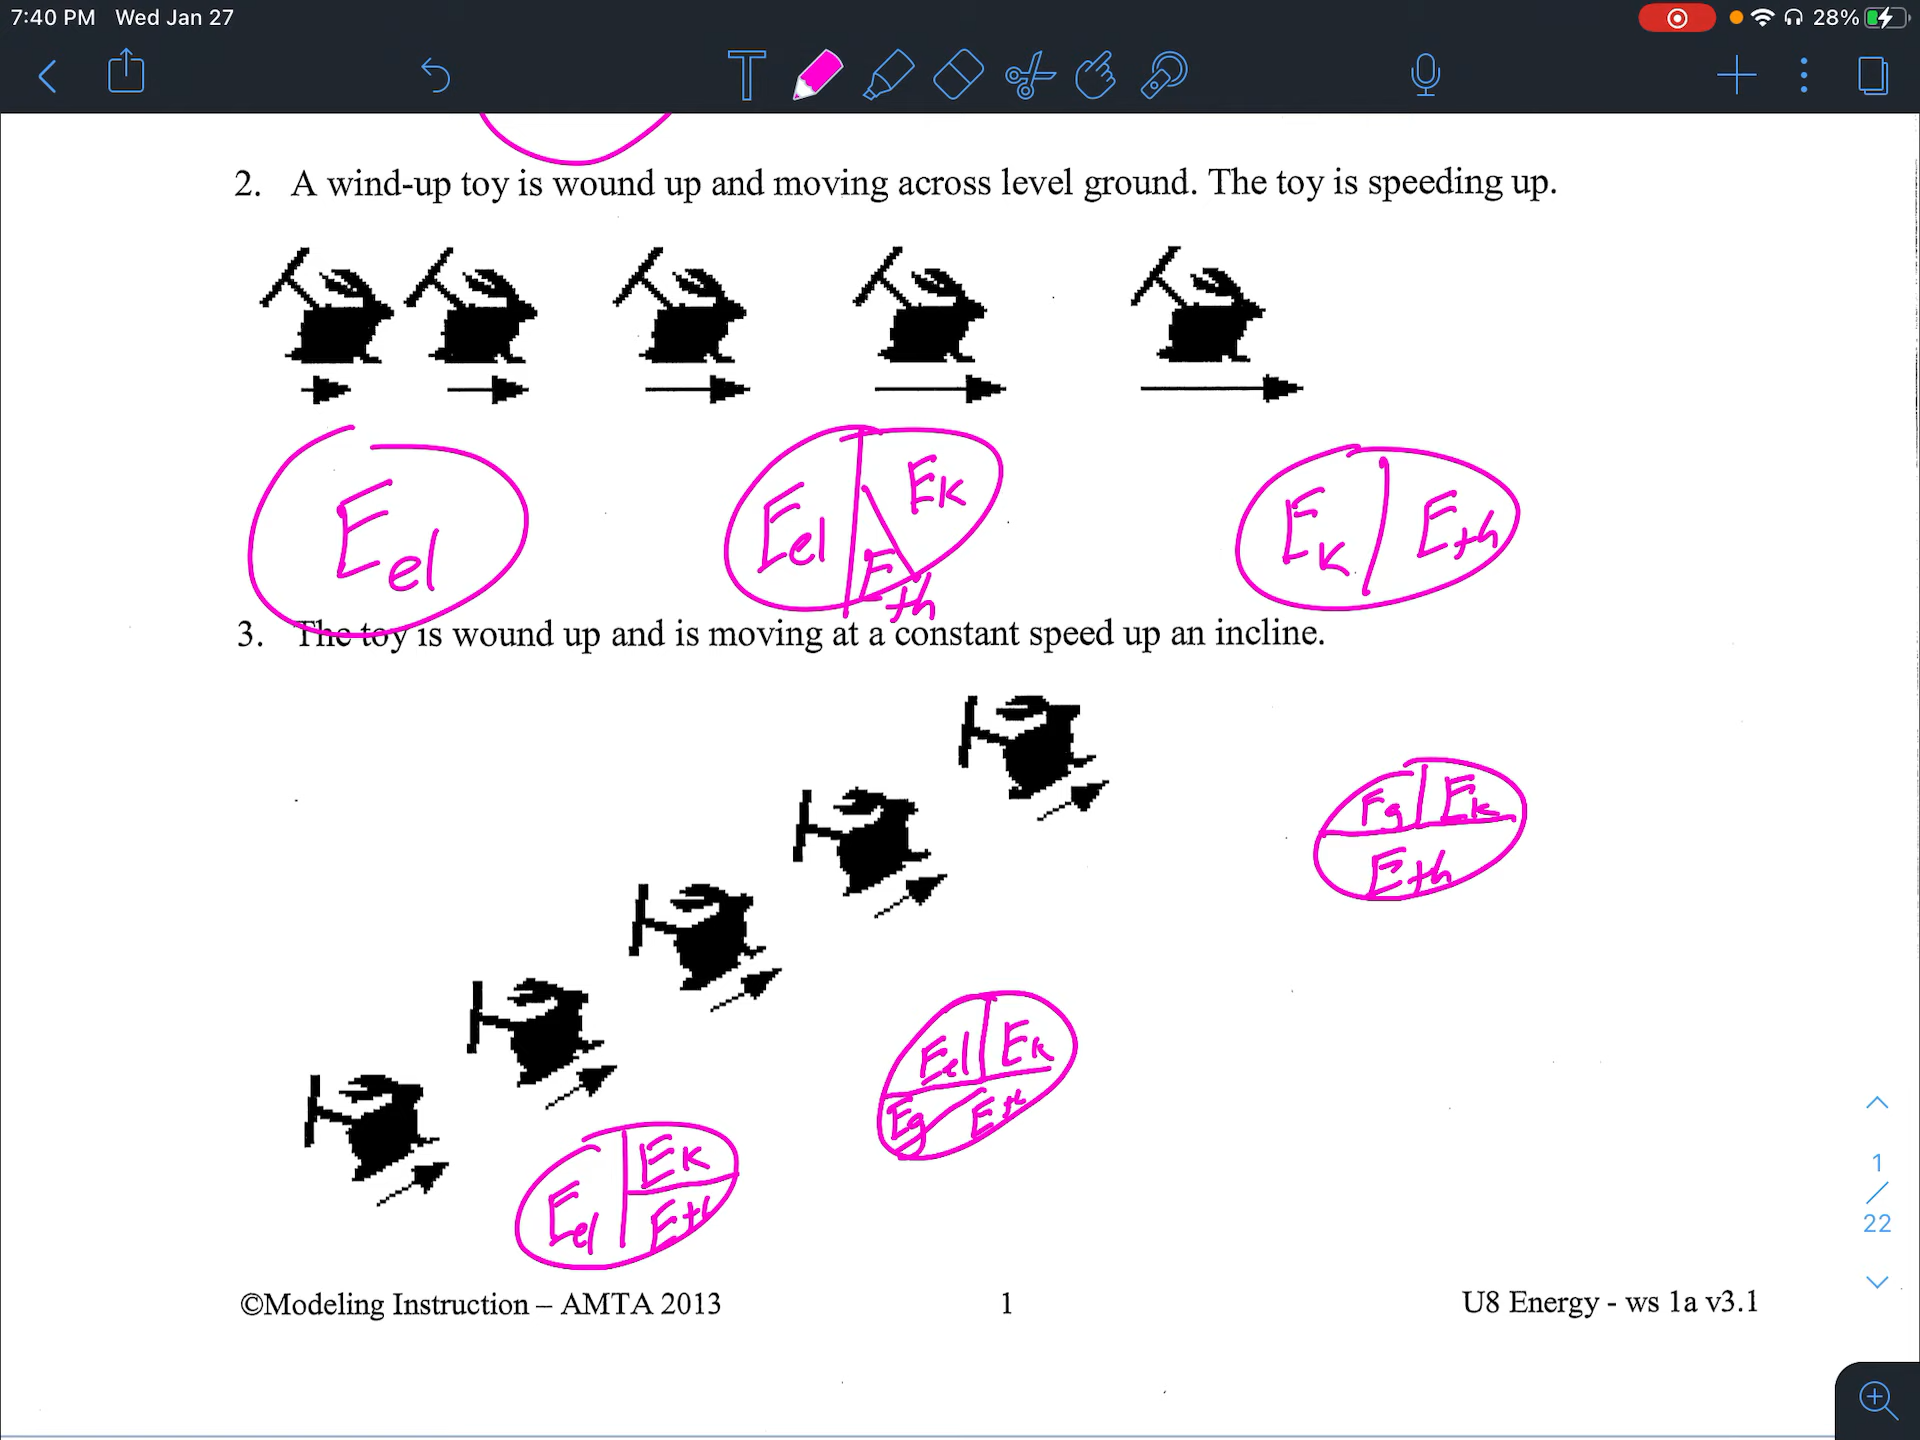 7:40 PM Wed Jan 27
28%
T
2. A wind-up toy is wound up and moving across level ground. The toy is speeding up.
Eel
Eel Ek Eth
Ek Eth
3. The toy is wound up and is moving at a constant speed up an incline.
Fg Ek
Eth
Eel Ek
Eg Eth
Eel Ek
Eth
1
/
22
©Modeling Instruction – AMTA 2013 1 U8 Energy - ws 1a v3.1